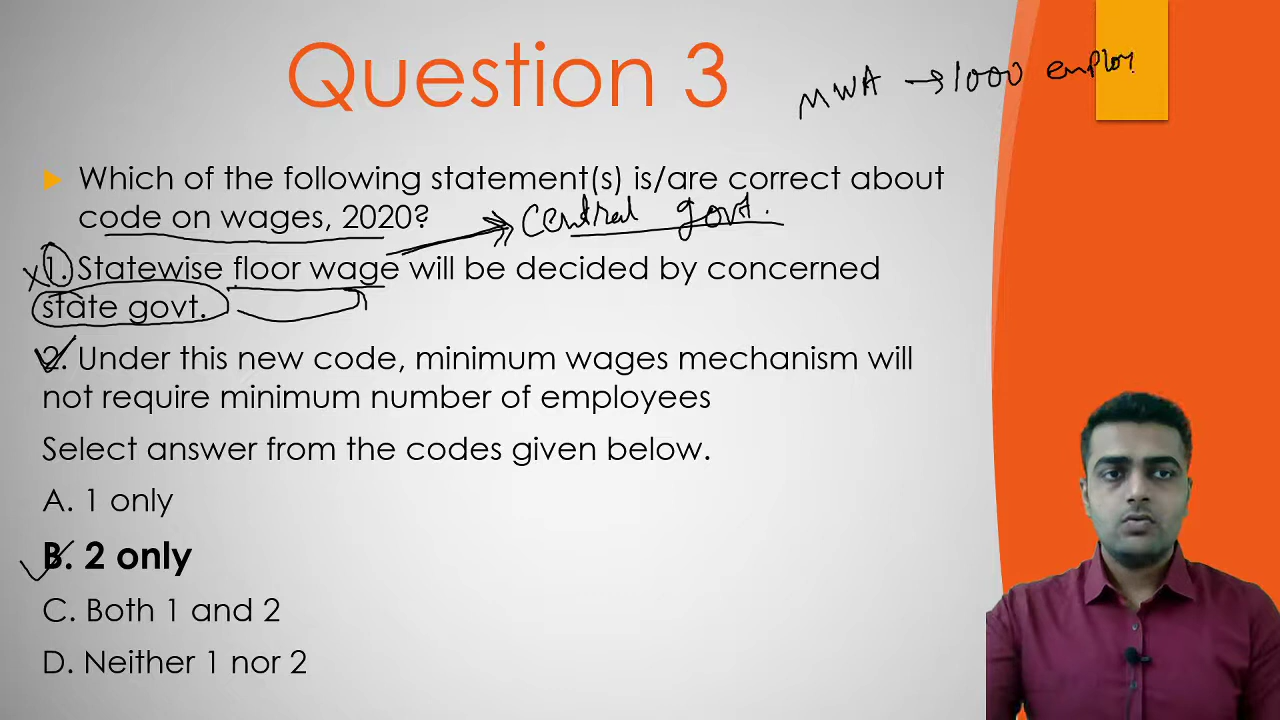 Question 3
MWA → 1000 employ
Which of the following statement(s) is/are correct about
code on wages, 2020?
central govt.
1. Statewise floor wage will be decided by concerned
state govt.
2. Under this new code, minimum wages mechanism will
not require minimum number of employees
Select answer from the codes given below.
A. 1 only
B. 2 only
C. Both 1 and 2
D. Neither 1 nor 2